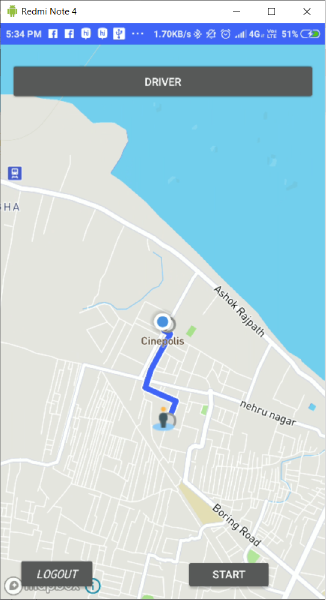 Redmi Note 4
5:34 PM 1.70KB/s 4G 51%
DRIVER
GHA
Ashok Rajpath
Cinepolis
nehru nagar
Boring Road
LOGOUT
START
mapbox